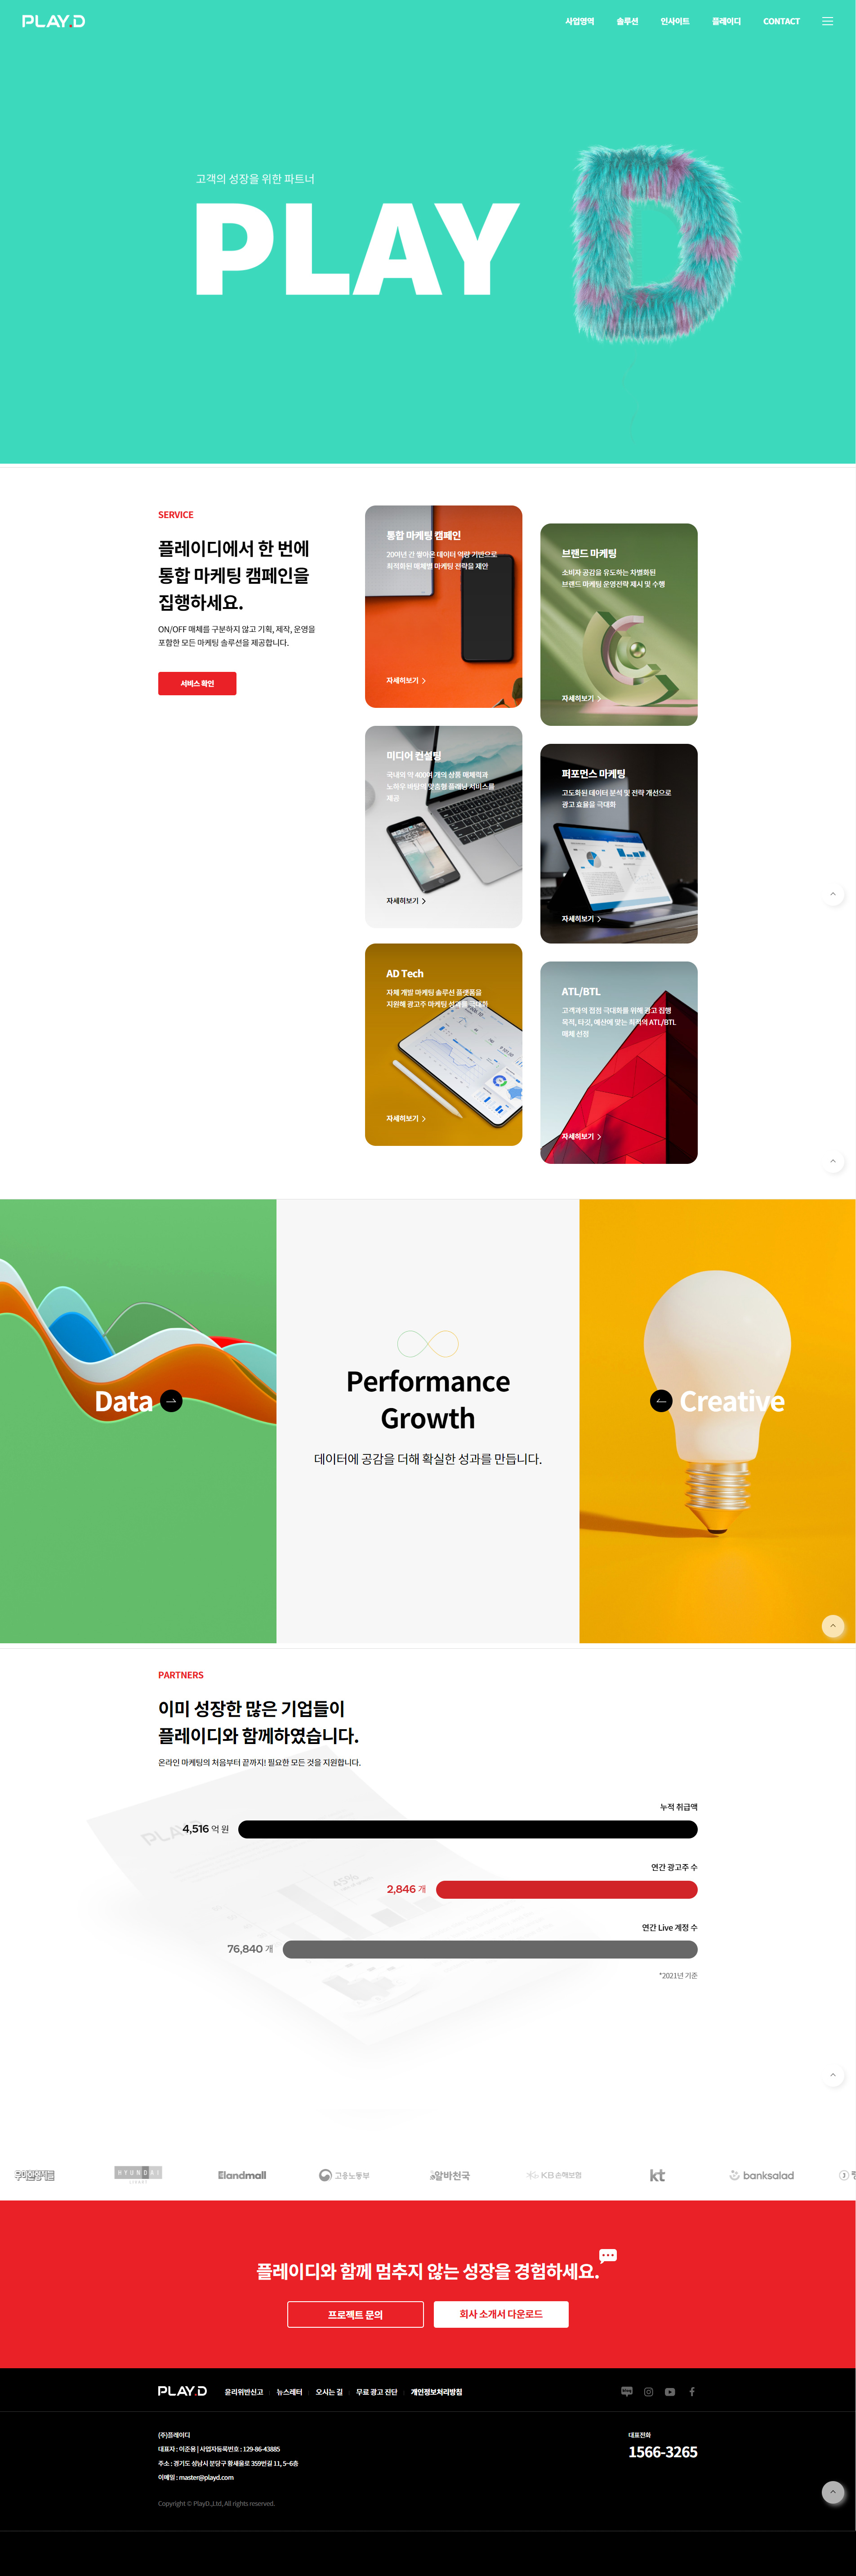 PLAY.D
사업영역 솔루션 인사이트 플레이디 CONTACT
고객의 성장을 위한 파트너
PLAY D
SERVICE
플레이디에서 한 번에
통합 마케팅 캠페인을
집행하세요.
ON/OFF 매체를 구분하지 않고 기획, 제작, 운영을
포함한 모든 마케팅 솔루션을 제공합니다.
서비스 확인
통합 마케팅 캠페인
20여년 간 쌓아온 데이터 역량 기반으로
최적화된 매체별 마케팅 전략을 제안
자세히보기
브랜드 마케팅
소비자 공감을 유도하는 차별화된
브랜드 마케팅 운영전략 제시 및 수행
자세히보기
미디어 컨설팅
국내외 약 400여 개의 상품 매체력과
노하우 바탕의 맞춤형 플래닝 서비스를
제공
자세히보기
퍼포먼스 마케팅
고도화된 데이터 분석 및 전략 개선으로
광고 효율을 극대화
자세히보기
AD Tech
자체 개발 마케팅 솔루션 플랫폼을
지원해 광고주 마케팅 성과를 극대화
자세히보기
ATL/BTL
고객과의 접점 극대화를 위해 광고 집행
목적, 타깃, 예산에 맞는 최적의 ATL/BTL
매체 선정
자세히보기
Data
Performance
Growth
데이터에 공감을 더해 확실한 성과를 만듭니다.
Creative
PARTNERS
이미 성장한 많은 기업들이
플레이디와 함께하였습니다.
온라인 마케팅의 처음부터 끝까지! 필요한 모든 것을 지원합니다.
누적 취급액
4,516 억 원
연간 광고주 수
2,846 개
연간 Live 계정 수
76,840 개
*2021년 기준
HYUNDAI
Elandmall
고용노동부
알바천국
KB손해보험
kt
banksalad
플레이디와 함께 멈추지 않는 성장을 경험하세요.
프로젝트 문의
회사 소개서 다운로드
PLAY.D
윤리위반신고 뉴스레터 오시는 길 무료 광고 진단 개인정보처리방침
(주)플레이디
대표자 : 이준용 | 사업자등록번호 : 129-86-43885
주소 : 경기도 성남시 분당구 황새울로 359번길 11, 5~6층
이메일 : master@playd.com
대표전화
1566-3265
Copyright © PlayD.,Ltd, All rights reserved.